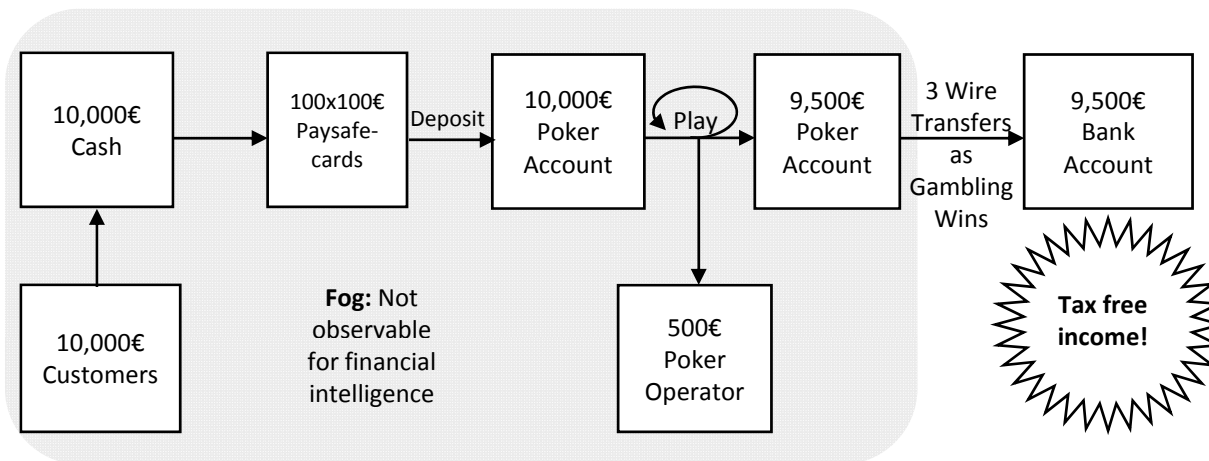 10,000€
Cash
100x100€
Paysafe-
cards
Deposit
10,000€
Poker
Account
Play
9,500€
Poker
Account
3 Wire
Transfers
as
Gambling
Wins
9,500€
Bank
Account
10,000€
Customers
Fog: Not
observable
for financial
intelligence
500€
Poker
Operator
Tax free
income!